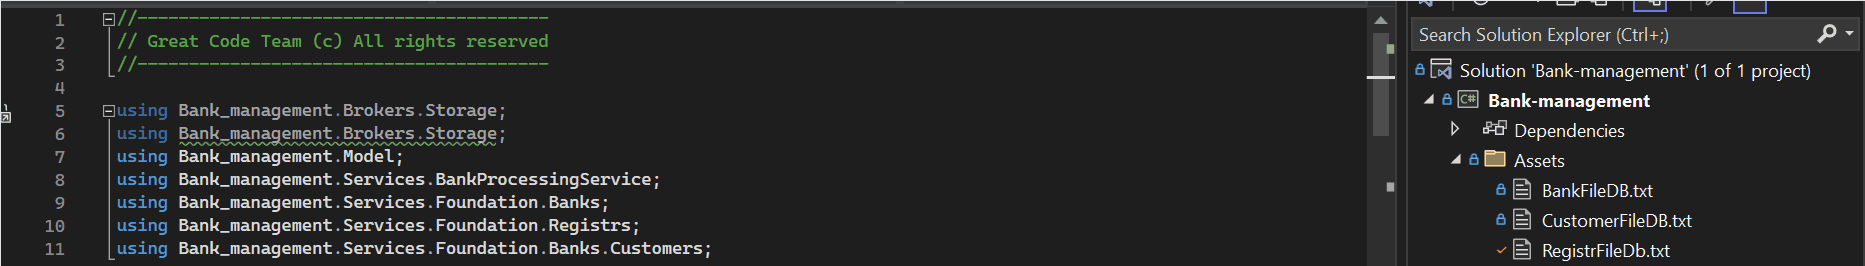 1 //----------------------------------------
2 // Great Code Team (c) All rights reserved
3 //----------------------------------------
4
5 using Bank_management.Brokers.Storage;
6 using Bank_management.Brokers.Storage;
7 using Bank_management.Model;
8 using Bank_management.Services.BankProcessingService;
9 using Bank_management.Services.Foundation.Banks;
10 using Bank_management.Services.Foundation.Registrs;
11 using Bank_management.Services.Foundation.Banks.Customers;
Search Solution Explorer (Ctrl+;)
Solution 'Bank-management' (1 of 1 project)
C# Bank-management
Dependencies
Assets
BankFileDB.txt
CustomerFileDB.txt
RegistrFileDb.txt